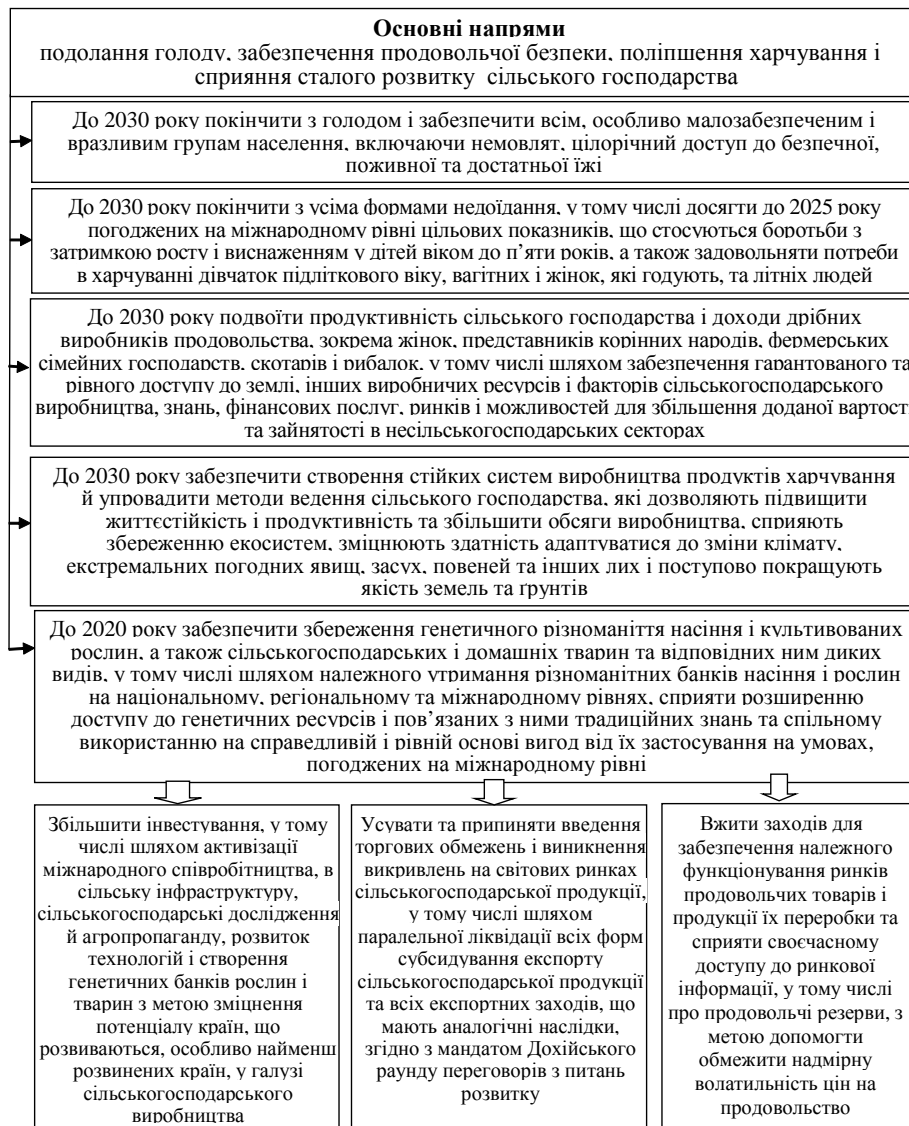 Основні напрями
подолання голоду, забезпечення продовольчої безпеки, поліпшення харчування і
сприяння сталого розвитку сільського господарства
До 2030 року покінчити з голодом і забезпечити всім, особливо малозабезпеченим і
вразливим групам населення, включаючи немовлят, цілорічний доступ до безпечної,
поживної та достатньої їжі
До 2030 року покінчити з усіма формами недоїдання, у тому числі досягти до 2025 року
погоджених на міжнародному рівні цільових показників, що стосуються боротьби з
затримкою росту і виснаженням у дітей віком до п’яти років, а також задовольняти потреби
в харчуванні дівчаток підліткового віку, вагітних і жінок, які годують, та літніх людей
До 2030 року подвоїти продуктивність сільського господарства і доходи дрібних
виробників продовольства, зокрема жінок, представників корінних народів, фермерських
сімейних господарств, скотарів і рибалок, у тому числі шляхом забезпечення гарантованого та
рівного доступу до землі, інших виробничих ресурсів і факторів сільськогосподарського
виробництва, знань, фінансових послуг, ринків і можливостей для збільшення доданої вартост
та зайнятості в несільськогосподарських секторах
До 2030 року забезпечити створення стійких систем виробництва продуктів харчування
й упровадити методи ведення сільського господарства, які дозволяють підвищити
життєстійкість і продуктивність та збільшити обсяги виробництва, сприяють
збереженню екосистем, зміцнюють здатність адаптуватися до зміни клімату,
екстремальних погодних явищ, засух, повеней та інших лих і поступово покращують
якість земель та ґрунтів
До 2020 року забезпечити збереження генетичного різноманіття насіння і культивованих
рослин, а також сільськогосподарських і домашніх тварин та відповідних ним диких
видів, у тому числі шляхом належного утримання різноманітних банків насіння і рослин
на національному, регіональному та міжнародному рівнях, сприяти розширенню
доступу до генетичних ресурсів і пов’язаних з ними традиційних знань та спільному
використанню на справедливій і рівній основі вигод від їх застосування на умовах,
погоджених на міжнародному рівні
Збільшити інвестування, у тому
числі шляхом активізації
міжнародного співробітництва, в
сільську інфраструктуру,
сільськогосподарські дослідження
й агропропаганду, розвиток
технологій і створення
генетичних банків рослин і
тварин з метою зміцнення
потенціалу країн, що
розвиваються, особливо найменш
розвинених країн, у галузі
сільськогосподарського
виробництва
Усувати та припиняти введення
торгових обмежень і виникнення
викривлень на світових ринках
сільськогосподарської продукції,
у тому числі шляхом
паралельної ліквідації всіх форм
субсидування експорту
сільськогосподарської продукції
та всіх експортних заходів, що
мають аналогічні наслідки,
згідно з мандатом Дохійського
раунду переговорів з питань
розвитку
Вжити заходів для
забезпечення належного
функціонування ринків
продовольчих товарів і
продукції їх переробки та
сприяти своєчасному
доступу до ринкової
інформації, у тому числі
про продовольчі резерви, з
метою допомогти
обмежити надмірну
волатильність цін на
продовольство